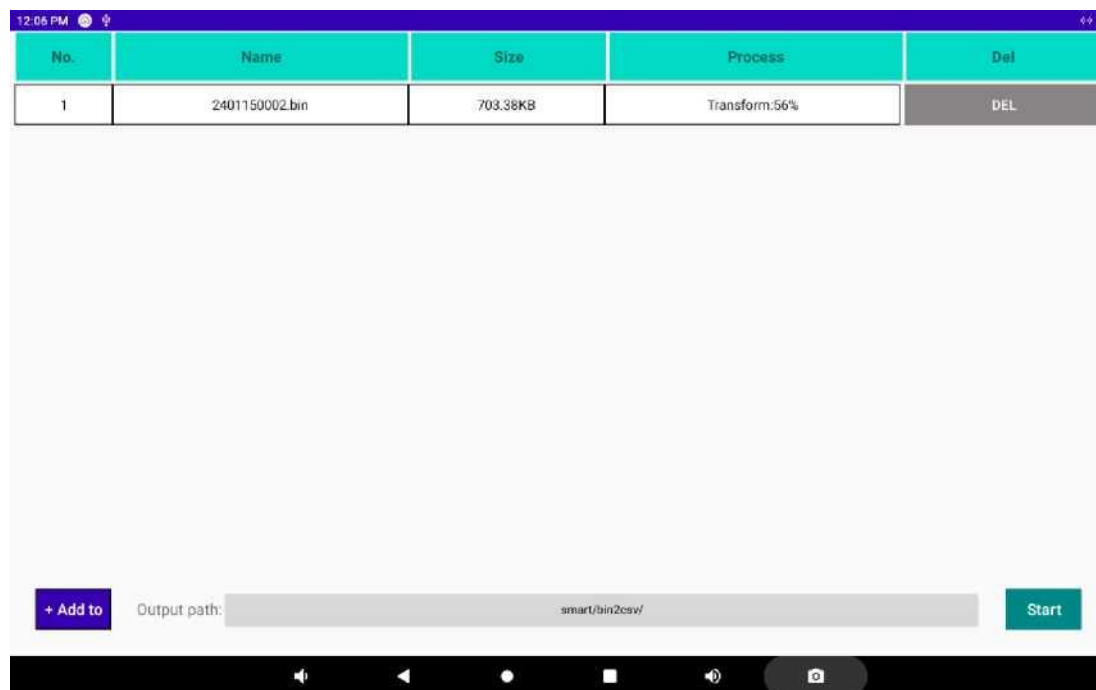 12:06 PM
No. Name Size Process Del
1 2401150002.bin 703.38KB Transform:56% DEL
+ Add to Output path: smart/bin2csv/ Start